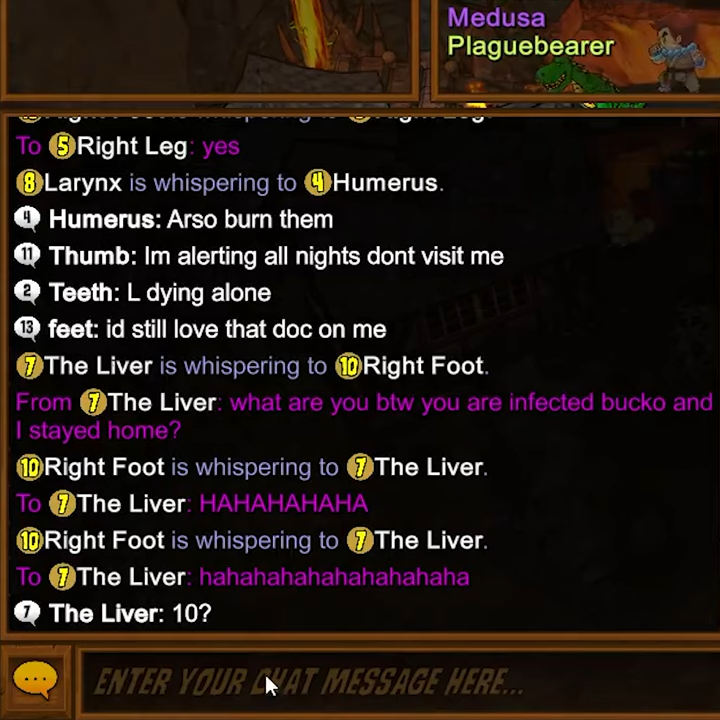 Medusa
Plaguebearer
To 5 Right Leg: yes
8 Larynx is whispering to 4 Humerus.
4 Humerus: Arso burn them
11 Thumb: Im alerting all nights dont visit me
2 Teeth: L dying alone
13 feet: id still love that doc on me
7 The Liver is whispering to 10 Right Foot.
From 7 The Liver: what are you btw you are infected bucko and
I stayed home?
10 Right Foot is whispering to 7 The Liver.
To 7 The Liver: HAHAHAHAHA
10 Right Foot is whispering to 7 The Liver.
To 7 The Liver: hahahahahahahahahaha
7 The Liver: 10?
ENTER YOUR CHAT MESSAGE HERE...